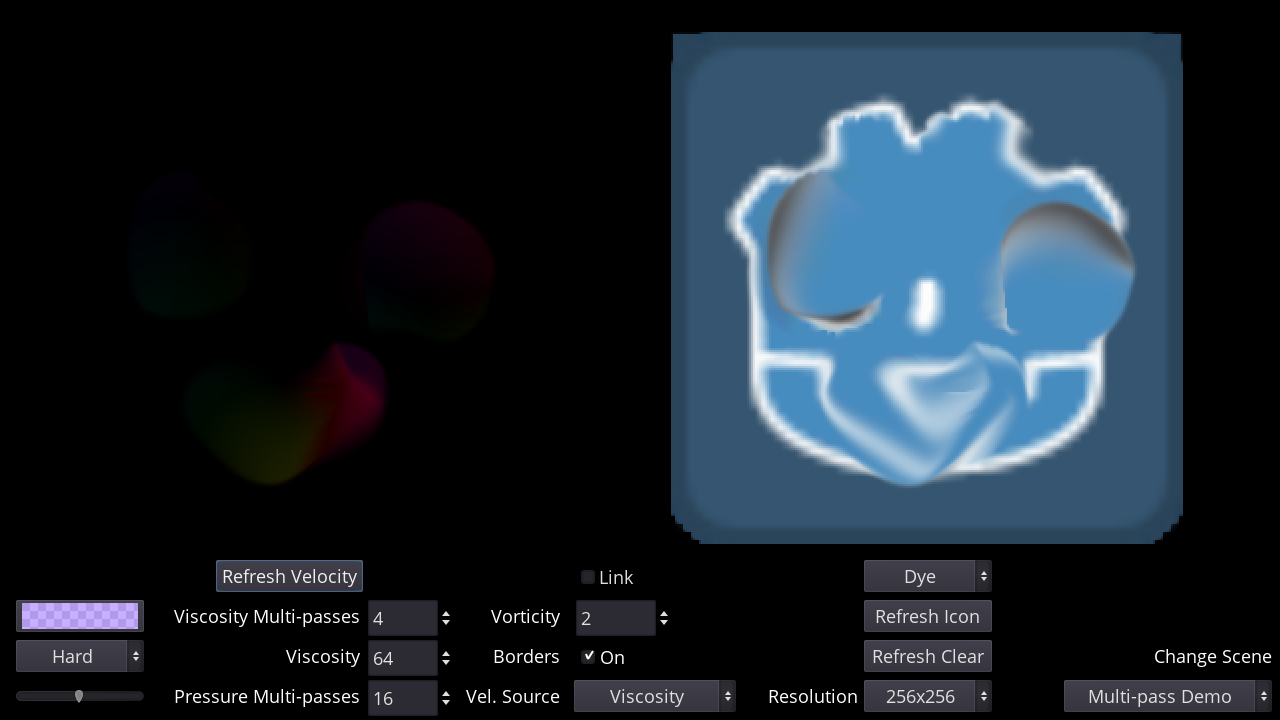 Refresh Velocity
Link
Dye
Viscosity Multi-passes 4
Vorticity 2
Refresh Icon
Hard
Viscosity 64
Borders On
Refresh Clear
Change Scene
Pressure Multi-passes 16
Vel. Source Viscosity
Resolution 256x256
Multi-pass Demo